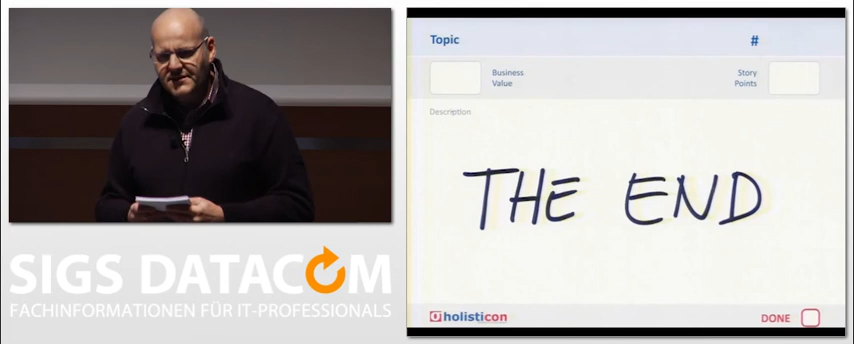 SIGS DATACOM
FACHINFORMATIONEN FÜR IT-PROFESSIONALS
Topic #
Business Value
Story Points
Description
THE END
holisticon
DONE